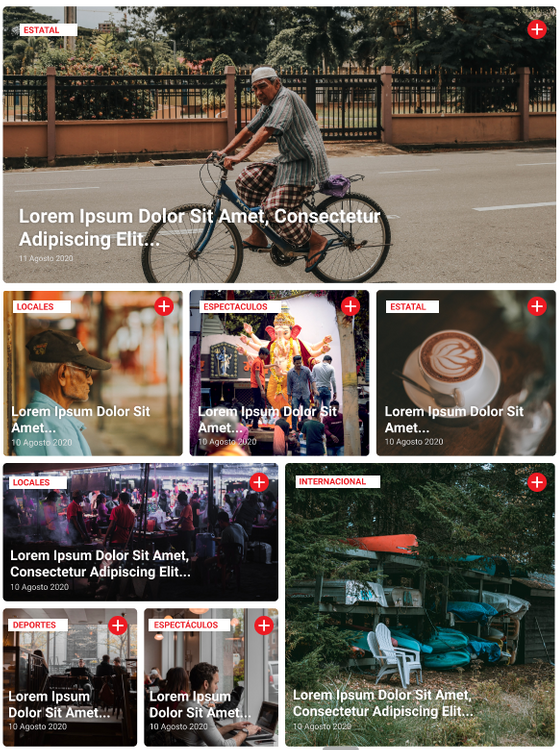 ESTATAL
Lorem Ipsum Dolor Sit Amet, Consectetur
Adipiscing Elit...
11 Agosto 2020
LOCALES
Lorem Ipsum Dolor Sit
Amet...
10 Agosto 2020
ESPECTACULOS
Lorem Ipsum Dolor Sit
Amet...
10 Agosto 2020
ESTATAL
Lorem Ipsum Dolor Sit
Amet...
10 Agosto 2020
LOCALES
Lorem Ipsum Dolor Sit Amet,
Consectetur Adipiscing Elit...
10 Agosto 2020
INTERNACIONAL
Lorem Ipsum Dolor Sit Amet,
Consectetur Adipiscing Elit...
10 Agosto 2020
DEPORTES
Lorem Ipsum
Dolor Sit Amet...
10 Agosto 2020
ESPECTÁCULOS
Lorem Ipsum
Dolor Sit Amet...
10 Agosto 2020